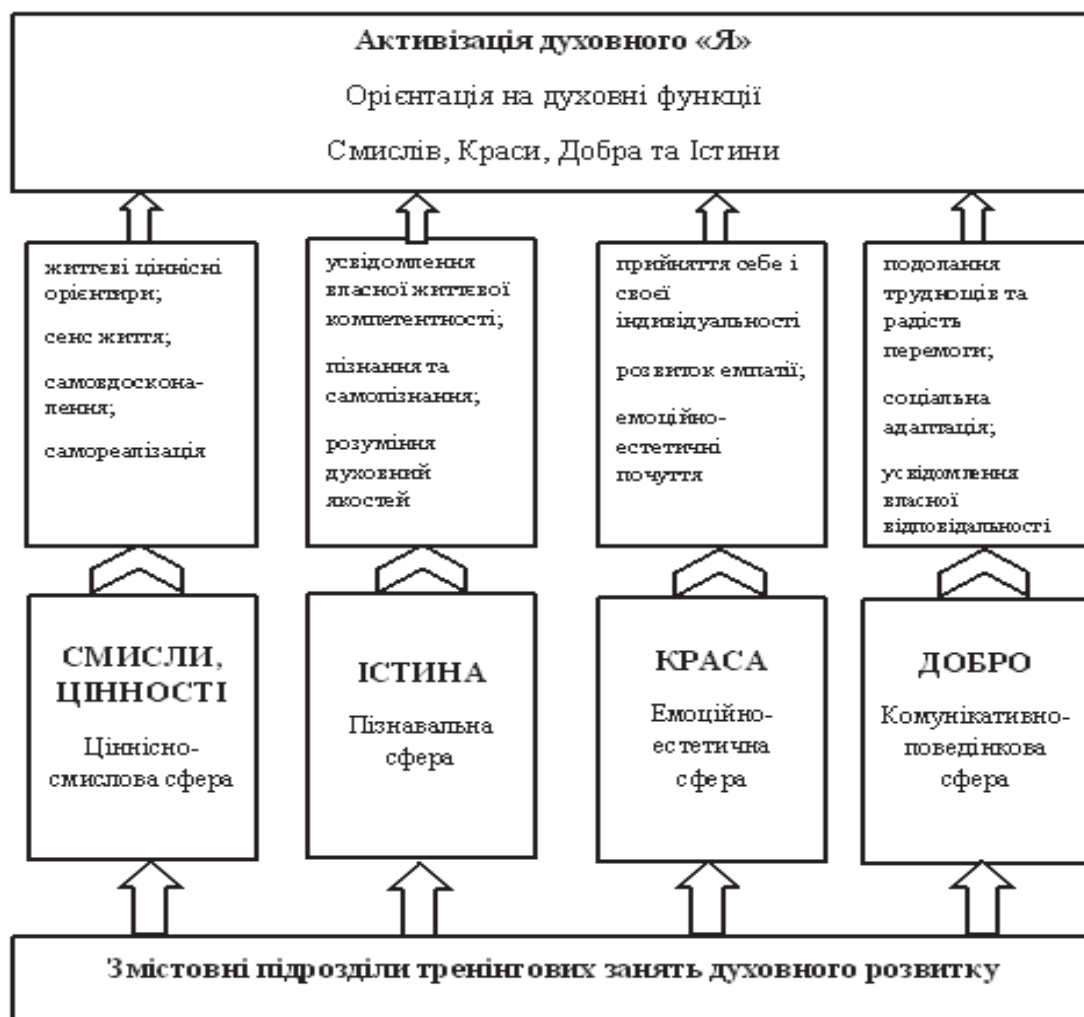 Активізація духовного «Я»
Орієнтація на духовні функції
Смислів, Краси, Добра та Істини
життєві ціннісні
орієнтири;
сенс життя;
самовдоскона-
лення;
самореалізація
усвідомлення
власної життєвої
компетентності;
пізнання та
самопізнання;
розуміння
духовний
якостей
прийняття себе і
своєї
індивідуальності
розвиток емпатії;
емоційно-
естетичні
почуття
подолання
труднощів та
радість
перемоги;
соціальна
адаптація;
усвідомлення
власної
відповідальності
СМИСЛИ,
ЦІННОСТІ
Ціннісно-
смислова сфера
ІСТИНА
Пізнавальна
сфера
КРАСА
Емоційно-
естетична
сфера
ДОБРО
Комунікативно-
поведінкова
сфера
Змістовні підрозділи тренінгових занять духовного розвитку